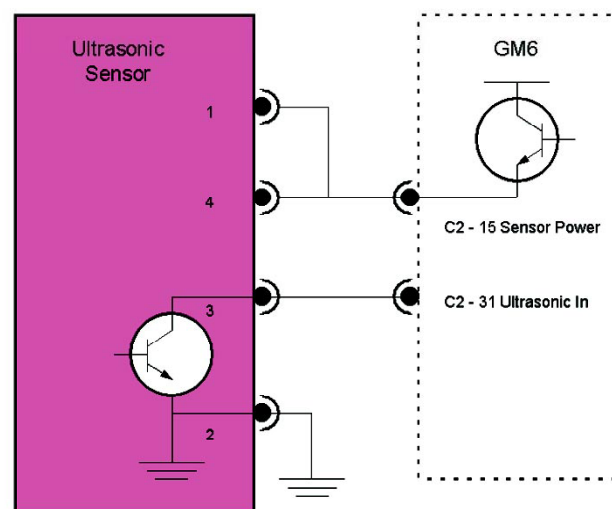 Ultrasonic
Sensor
GM6
1
4
C2 - 15 Sensor Power
3
C2 - 31 Ultrasonic In
2